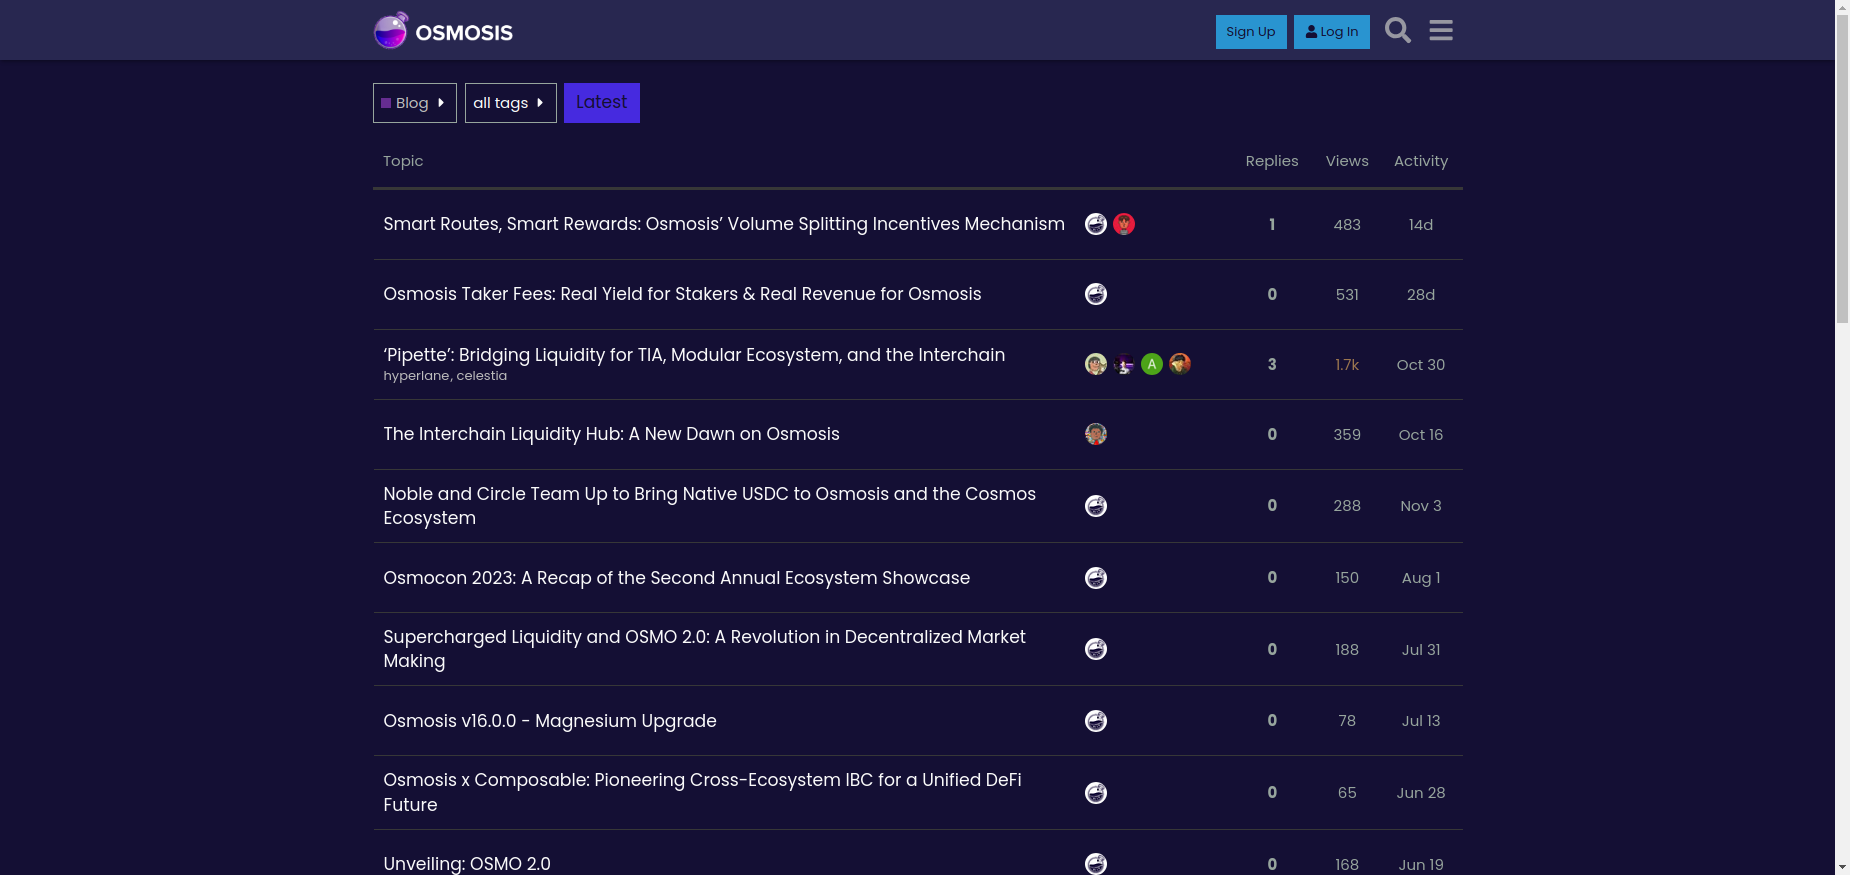 OSMOSIS
Sign Up
Log In
Blog
all tags
Latest
Topic
Replies
Views
Activity
Smart Routes, Smart Rewards: Osmosis’ Volume Splitting Incentives Mechanism
1
483
14d
Osmosis Taker Fees: Real Yield for Stakers & Real Revenue for Osmosis
0
531
28d
‘Pipette’: Bridging Liquidity for TIA, Modular Ecosystem, and the Interchain
hyperlane, celestia
A
3
1.7k
Oct 30
The Interchain Liquidity Hub: A New Dawn on Osmosis
0
359
Oct 16
Noble and Circle Team Up to Bring Native USDC to Osmosis and the Cosmos
Ecosystem
0
288
Nov 3
Osmocon 2023: A Recap of the Second Annual Ecosystem Showcase
0
150
Aug 1
Supercharged Liquidity and OSMO 2.0: A Revolution in Decentralized Market
Making
0
188
Jul 31
Osmosis v16.0.0 - Magnesium Upgrade
0
78
Jul 13
Osmosis x Composable: Pioneering Cross-Ecosystem IBC for a Unified DeFi
Future
0
65
Jun 28
Unveiling: OSMO 2.0
0
168
Jun 19